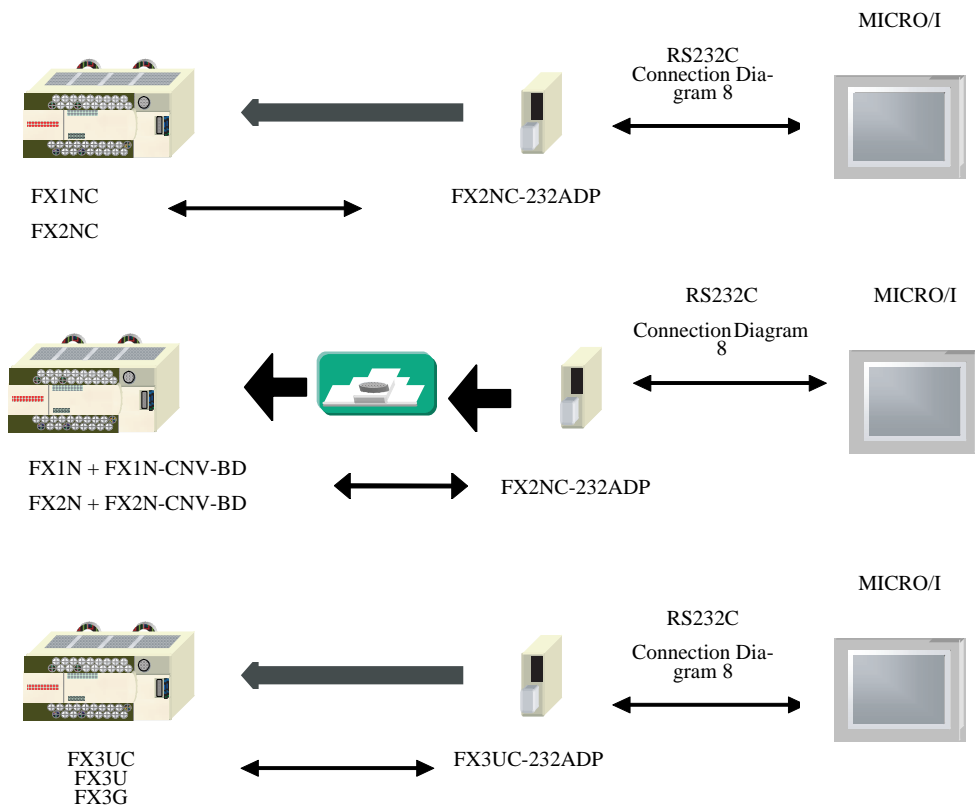 MICRO/I
RS232C
Connection Dia-
gram 8
FX1NC
FX2NC
FX2NC-232ADP
RS232C
MICRO/I
Connection Diagram
8
FX1N + FX1N-CNV-BD
FX2N + FX2N-CNV-BD
FX2NC-232ADP
MICRO/I
RS232C
Connection Dia-
gram 8
FX3UC
FX3U
FX3G
FX3UC-232ADP